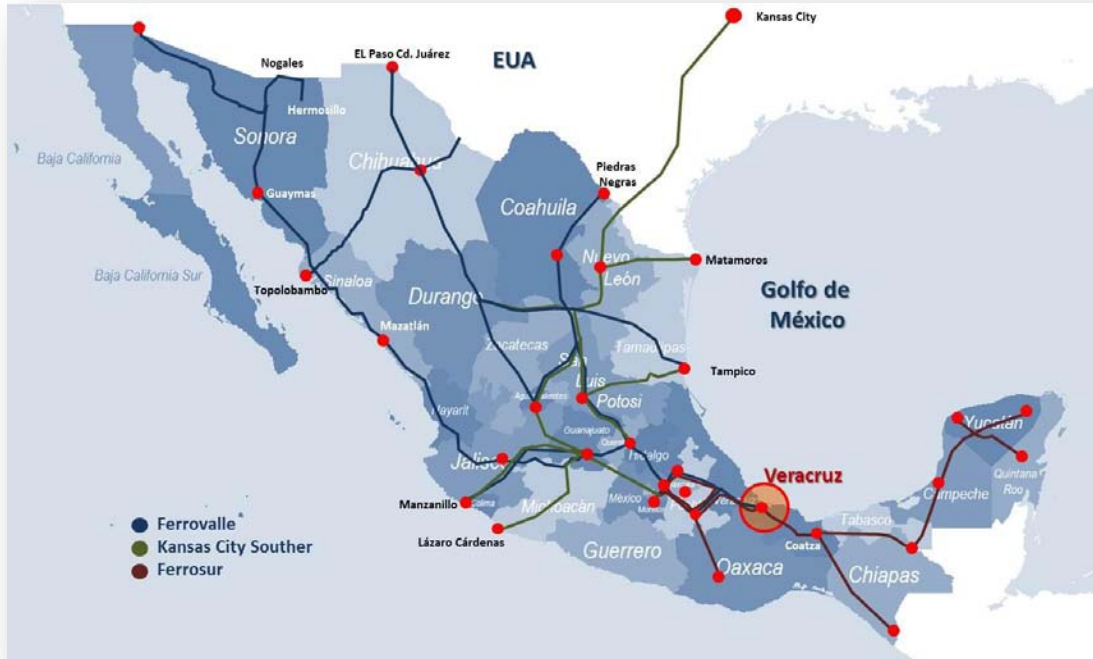 Kansas City
Nogales
EL Paso Cd. Juárez
EUA
Hermosillo
Sonora
Chihuahua
Baja California
Piedras
Negras
Guaymas
Coahuila
Nuevo
León
Matamoros
Baja California Sur
Topolobambo
Sinaloa
Durango
Golfo de
México
Mazatlán
Zacatecas
Tamaulipas
San
Luis
Potosi
Tampico
Aguascalientes
Nayarit
Guanajuato
Yucatán
Jalisco
Hidalgo
Veracruz
Quintana
Roo
Campeche
Manzanillo
Colima
Michoacán
México
Tabasco
Lázaro Cárdenas
Coatza
Guerrero
Oaxaca
Chiapas
Ferrovalle
Kansas City Souther
Ferrosur